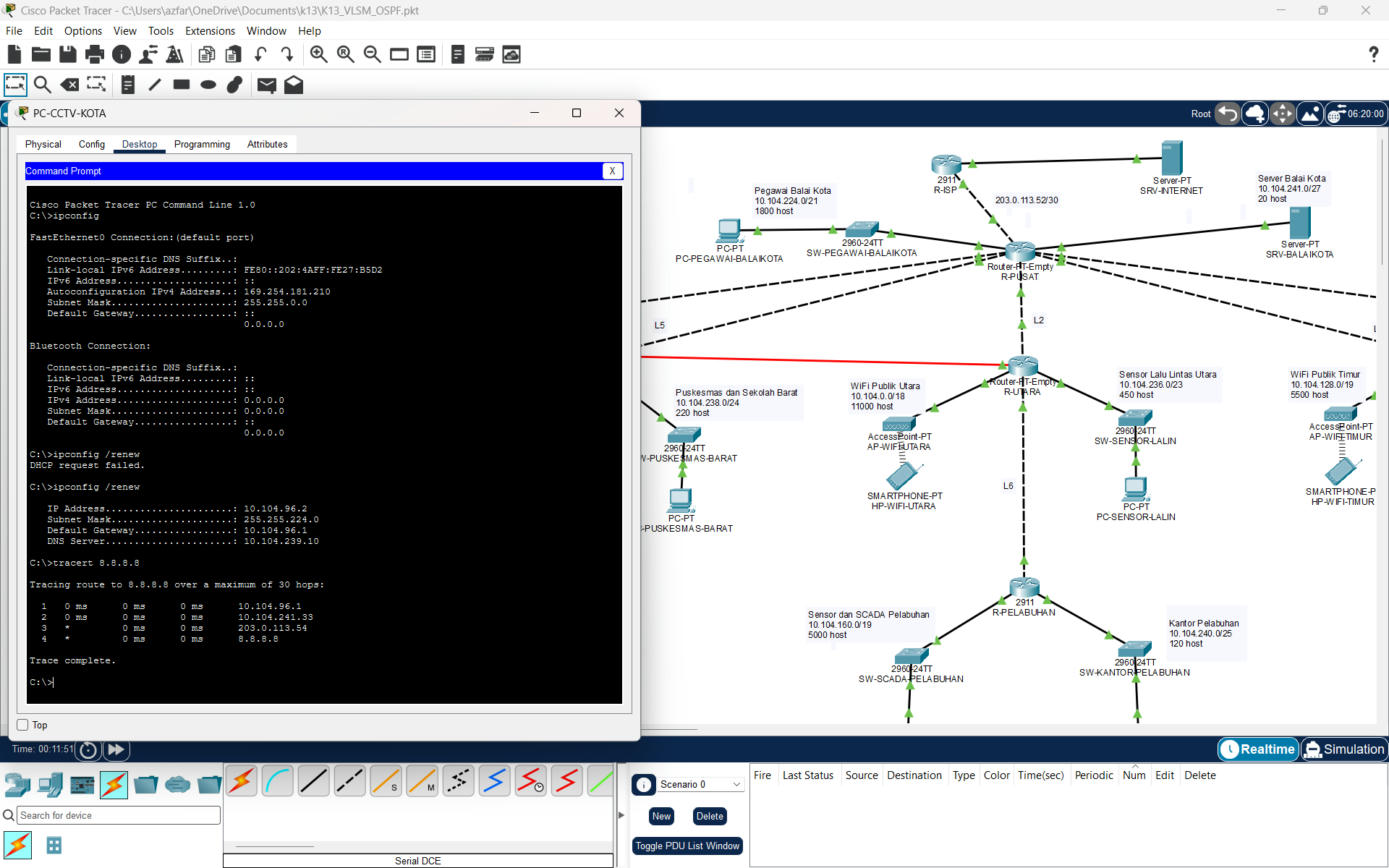 Cisco Packet Tracer - C:\Users\azfar\OneDrive\Documents\k13\K13_VLSM_OSPF.pkt
File Edit Options View Tools Extensions Window Help
PC-CCTV-KOTA
Physical Config Desktop Programming Attributes
Command Prompt
X
Cisco Packet Tracer PC Command Line 1.0
C:\>ipconfig
FastEthernet0 Connection:(default port)
Connection-specific DNS Suffix..:
Link-local IPv6 Address.........: FE80::202:4AFF:FE27:B5D2
IPv6 Address....................: ::
Autoconfiguration IPv4 Address..: 169.254.181.210
Subnet Mask.....................: 255.255.0.0
Default Gateway.................: ::
0.0.0.0
Bluetooth Connection:
Connection-specific DNS Suffix..:
Link-local IPv6 Address.........: ::
IPv6 Address....................: ::
IPv4 Address....................: 0.0.0.0
Subnet Mask.....................: 0.0.0.0
Default Gateway.................: ::
0.0.0.0
C:\>ipconfig /renew
DHCP request failed.
C:\>ipconfig /renew
IP Address......................: 10.104.96.2
Subnet Mask.....................: 255.255.224.0
Default Gateway.................: 10.104.96.1
DNS Server......................: 10.104.239.10
C:\>tracert 8.8.8.8
Tracing route to 8.8.8.8 over a maximum of 30 hops:
1 0 ms 0 ms 0 ms 10.104.96.1
2 0 ms 0 ms 0 ms 10.104.241.33
3 * 0 ms 0 ms 203.0.113.54
4 * 0 ms 0 ms 8.8.8.8
Trace complete.
C:\>
Top
Root
06:20:00
2911
R-ISP
Server-PT
SRV-INTERNET
203.0.113.52/30
Server Balai Kota
10.104.241.0/27
20 host
Server-PT
SRV-BALAIKOTA
Pegawai Balai Kota
10.104.224.0/21
1800 host
PC-PT
PC-PEGAWAI-BALAIKOTA
2960-24TT
SW-PEGAWAI-BALAIKOTA
Router-PT-Empty
R-PUSAT
L5
L2
Router-PT-Empty
R-UTARA
Puskesmas dan Sekolah Barat
10.104.238.0/24
220 host
2960-24TT
W-PUSKESMAS-BARAT
PC-PT
-PUSKESMAS-BARAT
WiFi Publik Utara
10.104.0.0/18
11000 host
AccessPoint-PT
AP-WIFI-UTARA
SMARTPHONE-PT
HP-WIFI-UTARA
Sensor Lalu Lintas Utara
10.104.236.0/23
450 host
2960-24TT
SW-SENSOR-LALIN
PC-PT
PC-SENSOR-LALIN
WiFi Publik Timur
10.104.128.0/19
5500 host
AccessPoint-PT
AP-WIFI-TIMUR
SMARTPHONE-P
HP-WIFI-TIMUR
L6
2911
R-PELABUHAN
Sensor dan SCADA Pelabuhan
10.104.160.0/19
5000 host
2960-24TT
SW-SCADA-PELABUHAN
Kantor Pelabuhan
10.104.240.0/25
120 host
2960-24TT
SW-KANTOR-PELABUHAN
Time: 00:11:51
Realtime
Simulation
Search for device
S
M
Serial DCE
Scenario 0
New
Delete
Toggle PDU List Window
Fire Last Status Source Destination Type Color Time(sec) Periodic Num Edit Delete